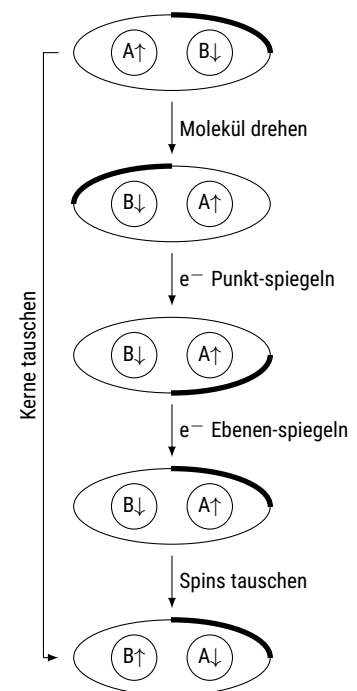 A↑ B↓
Molekül drehen
B↓ A↑
e⁻ Punkt-spiegeln
B↓ A↑
e⁻ Ebenen-spiegeln
B↓ A↑
Spins tauschen
B↑ A↓
Kerne tauschen